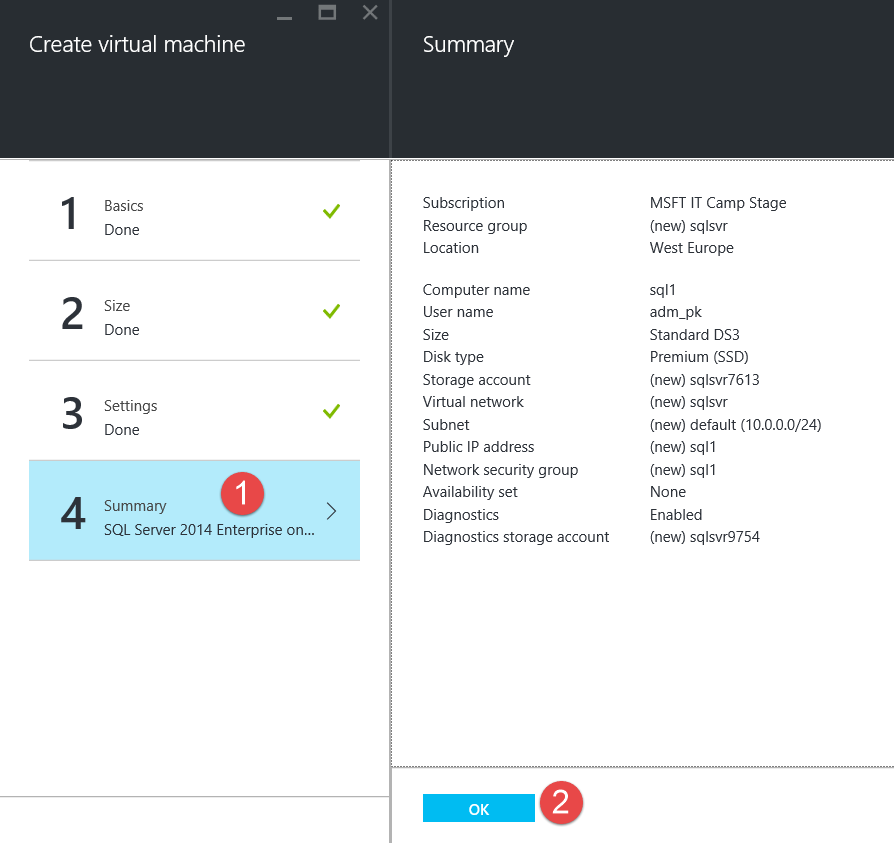 Create virtual machine
1
Basics
Done
2
Size
Done
3
Settings
Done
4
Summary
SQL Server 2014 Enterprise on...
1
Summary
Subscription MSFT IT Camp Stage
Resource group (new) sqlsvr
Location West Europe
Computer name sql1
User name adm_pk
Size Standard DS3
Disk type Premium (SSD)
Storage account (new) sqlsvr7613
Virtual network (new) sqlsvr
Subnet (new) default (10.0.0.0/24)
Public IP address (new) sql1
Network security group (new) sql1
Availability set None
Diagnostics Enabled
Diagnostics storage account (new) sqlsvr9754
OK 2